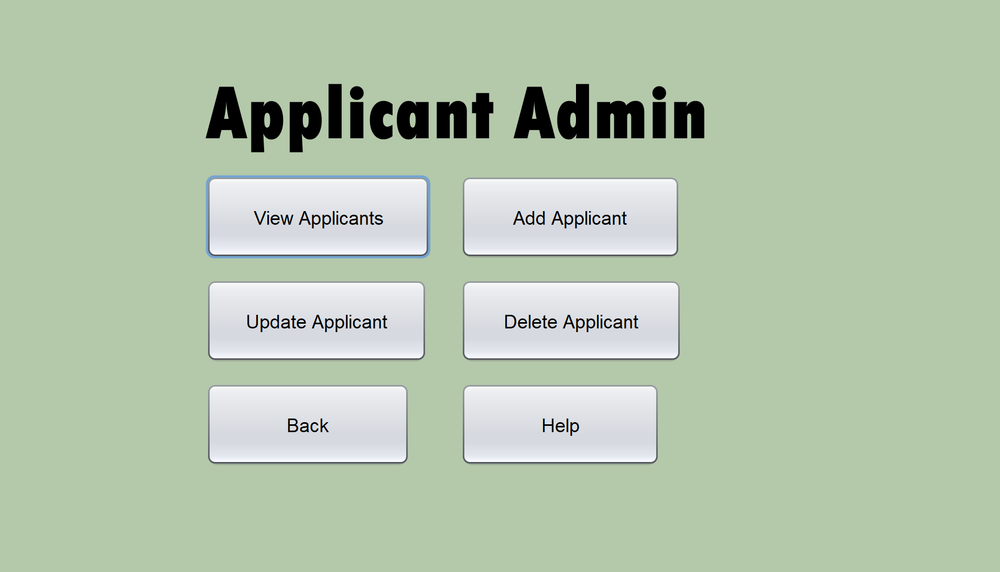 Applicant Admin
View Applicants
Add Applicant
Update Applicant
Delete Applicant
Back
Help